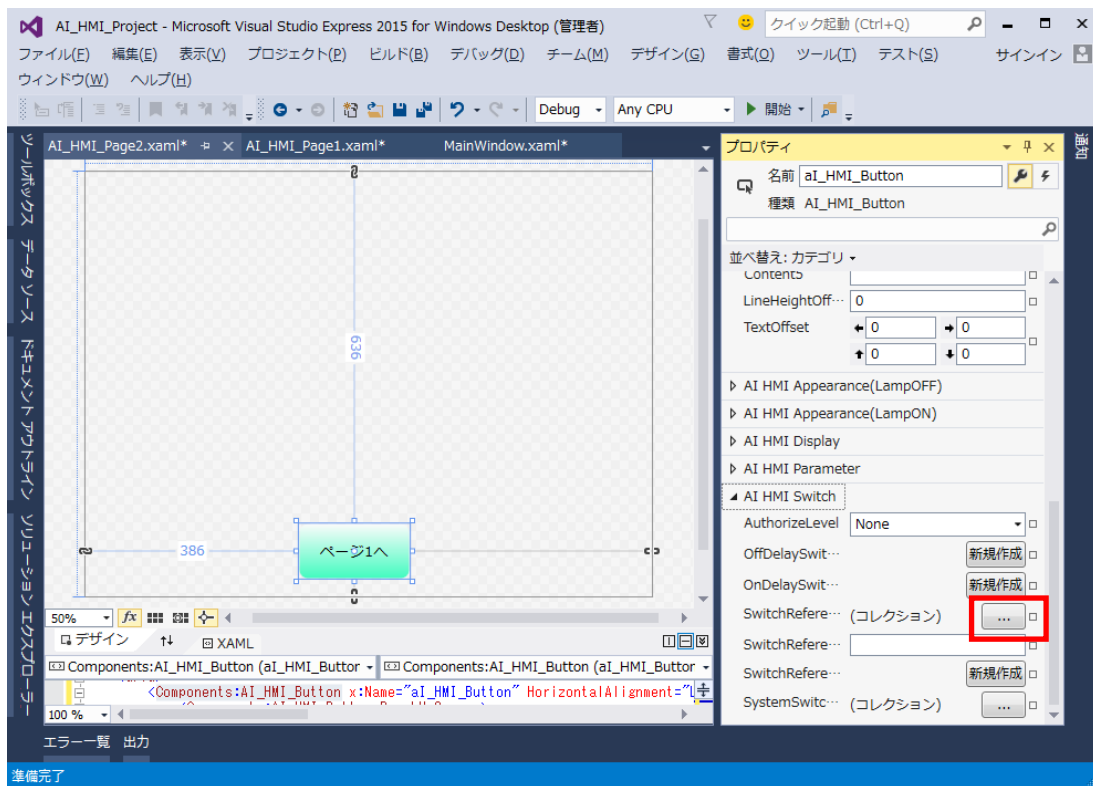 AI_HMI_Project - Microsoft Visual Studio Express 2015 for Windows Desktop (管理者)
クイック起動 (Ctrl+Q)
ファイル(F) 編集(E) 表示(V) プロジェクト(P) ビルド(B) デバッグ(D) チーム(M) デザイン(G) 書式(O) ツール(T) テスト(S) サインイン
ウィンドウ(W) ヘルプ(H)
Debug Any CPU 開始
ツールボックス
データ ソース
ドキュメント アウトライン
ソリューション エクスプローラー
AI_HMI_Page2.xaml* AI_HMI_Page1.xaml* MainWindow.xaml*
636
386
ページ1へ
50%
デザイン XAML
Components:AI_HMI_Button (aI_HMI_Buttor Components:AI_HMI_Button (aI_HMI_Buttor
<Components:AI_HMI_Button x:Name="aI_HMI_Button" HorizontalAlignment="L
100 %
プロパティ
名前 aI_HMI_Button
種類 AI_HMI_Button
並べ替え: カテゴリ
Content5
LineHeightOff… 0
TextOffset 0 0
0 0
AI HMI Appearance(LampOFF)
AI HMI Appearance(LampON)
AI HMI Display
AI HMI Parameter
AI HMI Switch
AuthorizeLevel None
OffDelaySwit… 新規作成
OnDelaySwit… 新規作成
SwitchRefere… (コレクション) ...
SwitchRefere…
SwitchRefere… 新規作成
SystemSwitc… (コレクション) ...
通知
エラー一覧 出力
準備完了